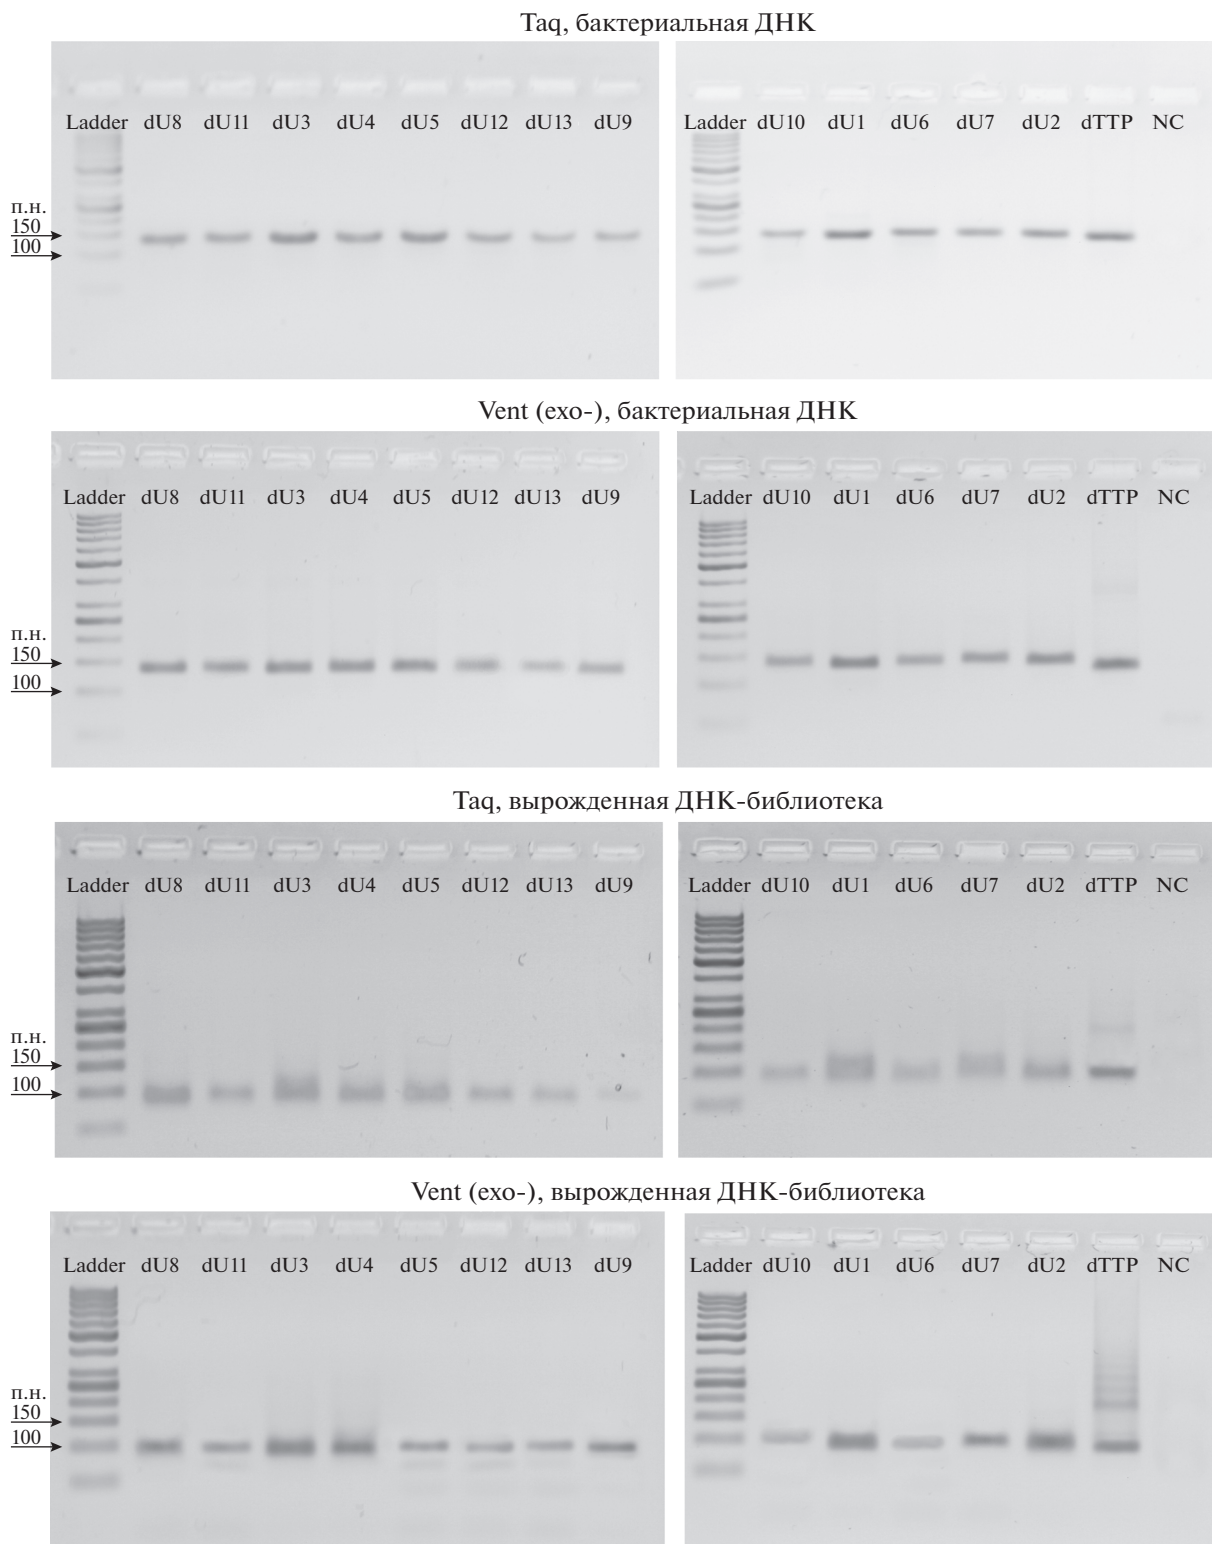 Taq, бактериальная ДНК
Ladder dU8 dU11 dU3 dU4 dU5 dU12 dU13 dU9
Ladder dU10 dU1 dU6 dU7 dU2 dTTP NC
п.н.
150
100
Vent (exo-), бактериальная ДНК
Ladder dU8 dU11 dU3 dU4 dU5 dU12 dU13 dU9
Ladder dU10 dU1 dU6 dU7 dU2 dTTP NC
п.н.
150
100
Taq, вырожденная ДНК-библиотека
Ladder dU8 dU11 dU3 dU4 dU5 dU12 dU13 dU9
Ladder dU10 dU1 dU6 dU7 dU2 dTTP NC
п.н.
150
100
Vent (exo-), вырожденная ДНК-библиотека
Ladder dU8 dU11 dU3 dU4 dU5 dU12 dU13 dU9
Ladder dU10 dU1 dU6 dU7 dU2 dTTP NC
п.н.
150
100